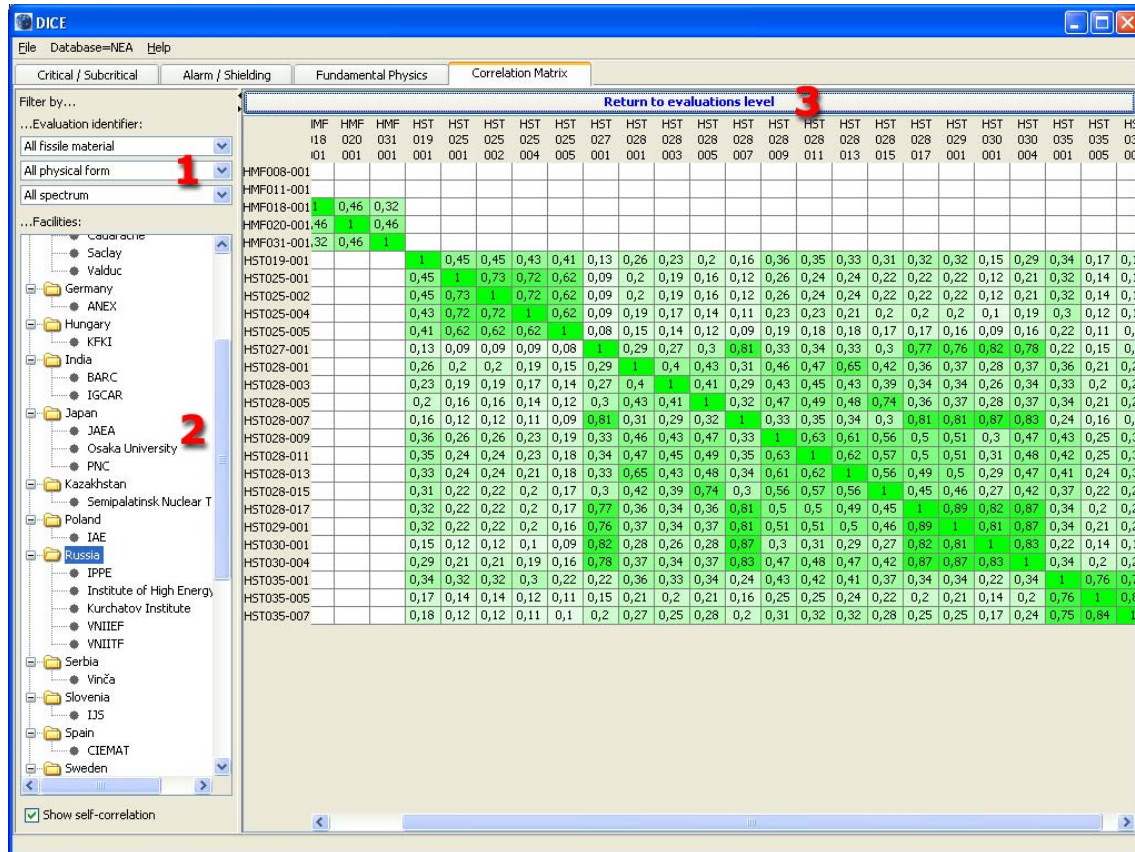 DICE
File Database=NEA Help
Critical / Subcritical Alarm / Shielding Fundamental Physics Correlation Matrix
Filter by...
...Evaluation identifier:
All fissile material
All physical form
All spectrum
1
...Facilities:
Cadarache
Saclay
Valduc
Germany
ANEX
Hungary
KFKI
India
BARC
IGCAR
Japan
JAEA
Osaka University
PNC
2
Kazakhstan
Semipalatinsk Nuclear T
Poland
IAE
Russia
IPPE
Institute of High Energy
Kurchatov Institute
VNIIEF
VNIITF
Serbia
Vinča
Slovenia
IJS
Spain
CIEMAT
Sweden
Show self-correlation
Return to evaluations level 3
HMF HMF HST HST HST HST HST HST HST HST HST HST HST HST HST HST HST HST HST HST HST HST
020 031 019 025 025 025 025 027 028 028 028 028 028 028 028 028 028 029 030 030 035 035
001 001 001 001 002 004 005 001 001 003 005 007 009 011 013 015 017 001 001 004 001 005
HMF008-001
HMF011-001
HMF018-001 1 0,46 0,32
HMF020-001 ,46 1 0,46
HMF031-001 ,32 0,46 1
HST019-001 1 0,45 0,45 0,43 0,41 0,13 0,26 0,23 0,2 0,16 0,36 0,35 0,33 0,31 0,32 0,32 0,15 0,29 0,34 0,17
HST025-001 0,45 1 0,73 0,72 0,62 0,09 0,2 0,19 0,16 0,12 0,26 0,24 0,24 0,22 0,22 0,22 0,12 0,21 0,32 0,14
HST025-002 0,45 0,73 1 0,72 0,62 0,09 0,2 0,19 0,16 0,12 0,26 0,24 0,24 0,22 0,22 0,22 0,12 0,21 0,32 0,14
HST025-004 0,43 0,72 0,72 1 0,62 0,09 0,19 0,17 0,14 0,11 0,23 0,23 0,21 0,2 0,2 0,2 0,1 0,19 0,3 0,12
HST025-005 0,41 0,62 0,62 0,62 1 0,08 0,15 0,14 0,12 0,09 0,19 0,18 0,18 0,17 0,17 0,16 0,09 0,16 0,22 0,11
HST027-001 0,13 0,09 0,09 0,09 0,08 1 0,29 0,27 0,3 0,81 0,33 0,34 0,33 0,3 0,77 0,76 0,82 0,78 0,22 0,15
HST028-001 0,26 0,2 0,2 0,19 0,15 0,29 1 0,4 0,43 0,31 0,46 0,47 0,65 0,42 0,36 0,37 0,28 0,37 0,36 0,21
HST028-003 0,23 0,19 0,19 0,17 0,14 0,27 0,4 1 0,41 0,29 0,43 0,45 0,43 0,39 0,34 0,34 0,26 0,34 0,33 0,2
HST028-005 0,2 0,16 0,16 0,14 0,12 0,3 0,43 0,41 1 0,32 0,47 0,49 0,48 0,74 0,36 0,37 0,28 0,37 0,34 0,21
HST028-007 0,16 0,12 0,12 0,11 0,09 0,81 0,31 0,29 0,32 1 0,33 0,35 0,34 0,3 0,81 0,81 0,87 0,83 0,24 0,16
HST028-009 0,36 0,26 0,26 0,23 0,19 0,33 0,46 0,43 0,47 0,33 1 0,63 0,61 0,56 0,5 0,51 0,3 0,47 0,43 0,25
HST028-011 0,35 0,24 0,24 0,23 0,18 0,34 0,47 0,45 0,49 0,35 0,63 1 0,62 0,57 0,5 0,51 0,31 0,48 0,42 0,25
HST028-013 0,33 0,24 0,24 0,21 0,18 0,33 0,65 0,43 0,48 0,34 0,61 0,62 1 0,56 0,49 0,5 0,29 0,47 0,41 0,24
HST028-015 0,31 0,22 0,22 0,2 0,17 0,3 0,42 0,39 0,74 0,3 0,56 0,57 0,56 1 0,45 0,46 0,27 0,42 0,37 0,22
HST028-017 0,32 0,22 0,22 0,2 0,17 0,77 0,36 0,34 0,36 0,81 0,5 0,5 0,49 0,45 1 0,89 0,82 0,87 0,34 0,2
HST029-001 0,32 0,22 0,22 0,2 0,16 0,76 0,37 0,34 0,37 0,81 0,51 0,51 0,5 0,46 0,89 1 0,81 0,87 0,34 0,21
HST030-001 0,15 0,12 0,12 0,1 0,09 0,82 0,28 0,26 0,28 0,87 0,3 0,31 0,29 0,27 0,82 0,81 1 0,83 0,22 0,14
HST030-004 0,29 0,21 0,21 0,19 0,16 0,78 0,37 0,34 0,37 0,83 0,47 0,48 0,47 0,42 0,87 0,87 0,83 1 0,34 0,2
HST035-001 0,34 0,32 0,32 0,3 0,22 0,22 0,36 0,33 0,34 0,24 0,43 0,42 0,41 0,37 0,34 0,34 0,22 0,34 1 0,76
HST035-005 0,17 0,14 0,14 0,12 0,11 0,15 0,21 0,2 0,21 0,16 0,25 0,25 0,24 0,22 0,2 0,21 0,14 0,2 0,76 1
HST035-007 0,18 0,12 0,12 0,11 0,1 0,2 0,27 0,25 0,28 0,2 0,31 0,32 0,32 0,28 0,25 0,25 0,17 0,24 0,75 0,84